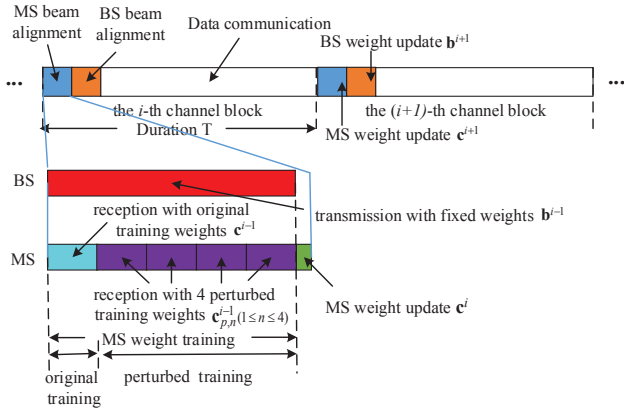 MS beam
alignment
BS beam
alignment
Data communication
BS weight update b^{i+1}
...
...
the i-th channel block
the (i+1)-th channel block
Duration T
MS weight update c^{i+1}
BS
reception with original
training weights c^{i-1}
transmission with fixed weights b^{i-1}
MS
reception with 4 perturbed
training weights c_{p,n}^{i-1}(1≤n≤4)
MS weight update c^i
MS weight training
original
training
perturbed training